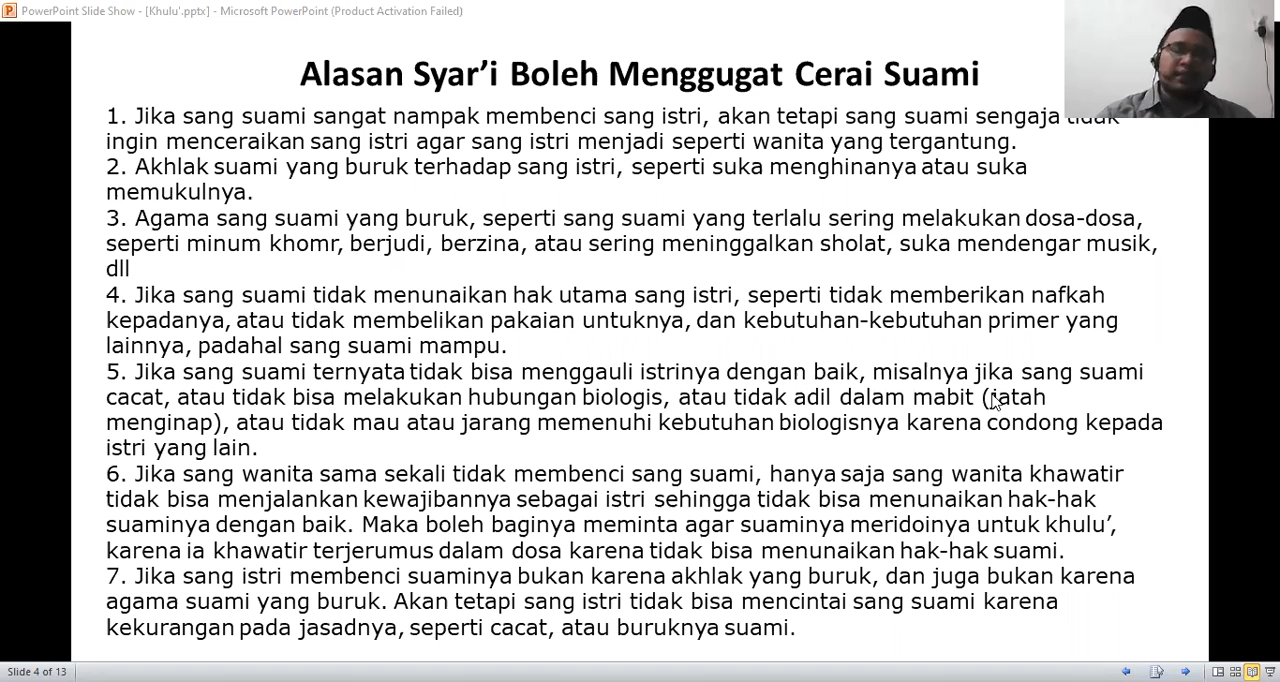 PowerPoint Slide Show - [Khulu'.pptx] - Microsoft PowerPoint (Product Activation Failed)
Alasan Syar’i Boleh Menggugat Cerai Suami
1. Jika sang suami sangat nampak membenci sang istri, akan tetapi sang suami sengaja tidak
ingin menceraikan sang istri agar sang istri menjadi seperti wanita yang tergantung.
2. Akhlak suami yang buruk terhadap sang istri, seperti suka menghinanya atau suka
memukulnya.
3. Agama sang suami yang buruk, seperti sang suami yang terlalu sering melakukan dosa-dosa,
seperti minum khomr, berjudi, berzina, atau sering meninggalkan sholat, suka mendengar musik,
dll
4. Jika sang suami tidak menunaikan hak utama sang istri, seperti tidak memberikan nafkah
kepadanya, atau tidak membelikan pakaian untuknya, dan kebutuhan-kebutuhan primer yang
lainnya, padahal sang suami mampu.
5. Jika sang suami ternyata tidak bisa menggauli istrinya dengan baik, misalnya jika sang suami
cacat, atau tidak bisa melakukan hubungan biologis, atau tidak adil dalam mabit (jatah
menginap), atau tidak mau atau jarang memenuhi kebutuhan biologisnya karena condong kepada
istri yang lain.
6. Jika sang wanita sama sekali tidak membenci sang suami, hanya saja sang wanita khawatir
tidak bisa menjalankan kewajibannya sebagai istri sehingga tidak bisa menunaikan hak-hak
suaminya dengan baik. Maka boleh baginya meminta agar suaminya meridoinya untuk khulu’,
karena ia khawatir terjerumus dalam dosa karena tidak bisa menunaikan hak-hak suami.
7. Jika sang istri membenci suaminya bukan karena akhlak yang buruk, dan juga bukan karena
agama suami yang buruk. Akan tetapi sang istri tidak bisa mencintai sang suami karena
kekurangan pada jasadnya, seperti cacat, atau buruknya suami.
Slide 4 of 13